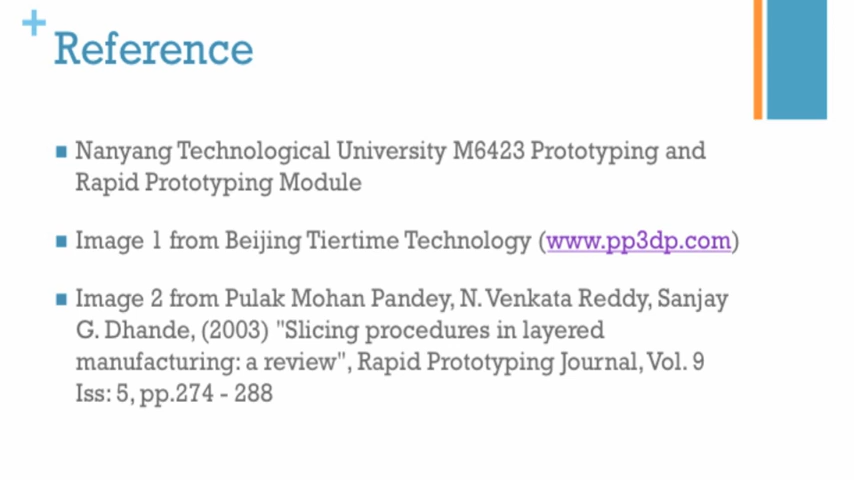 Reference
Nanyang Technological University M6423 Prototyping and
Rapid Prototyping Module
Image 1 from Beijing Tiertime Technology (www.pp3dp.com)
Image 2 from Pulak Mohan Pandey, N. Venkata Reddy, Sanjay
G. Dhande, (2003) "Slicing procedures in layered
manufacturing: a review", Rapid Prototyping Journal, Vol. 9
Iss: 5, pp.274 - 288